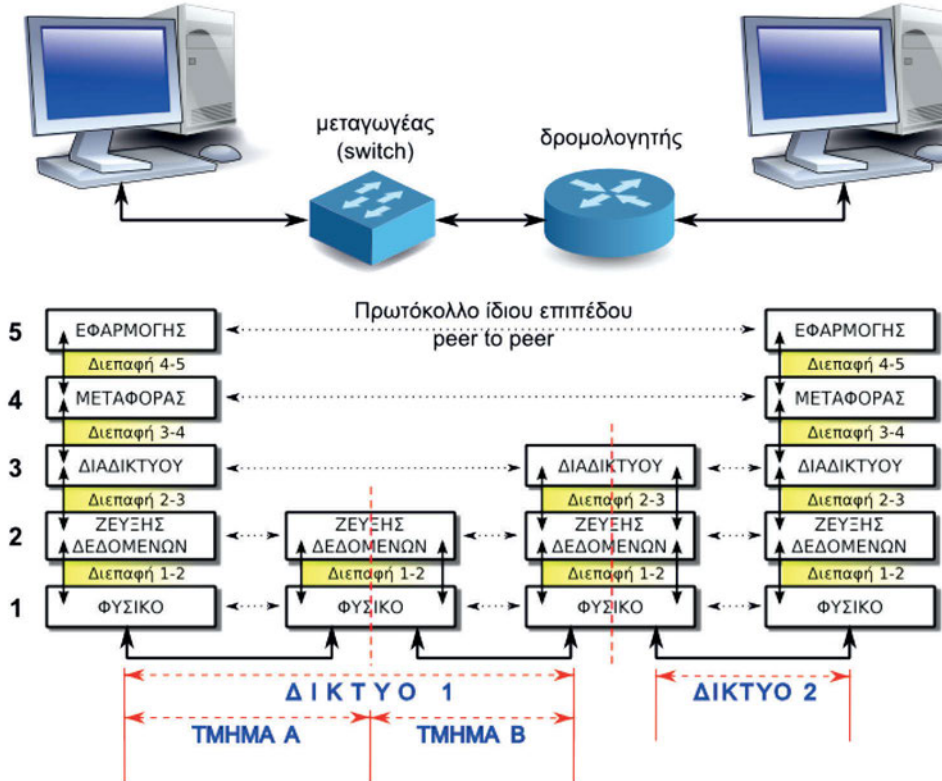 μεταγωγέας
(switch)
δρομολογητής
Πρωτόκολλο ίδιου επιπέδου
peer to peer
5 ΕΦΑΡΜΟΓΗΣ ΕΦΑΡΜΟΓΗΣ
Διεπαφή 4-5 Διεπαφή 4-5
4 ΜΕΤΑΦΟΡΑΣ ΜΕΤΑΦΟΡΑΣ
Διεπαφή 3-4 Διεπαφή 3-4
3 ΔΙΑΔΙΚΤΥΟΥ ΔΙΑΔΙΚΤΥΟΥ ΔΙΑΔΙΚΤΥΟΥ
Διεπαφή 2-3 Διεπαφή 2-3 Διεπαφή 2-3
2 ΖΕΥΞΗΣ ΖΕΥΞΗΣ ΖΕΥΞΗΣ ΖΕΥΞΗΣ
ΔΕΔΟΜΕΝΩΝ ΔΕΔΟΜΕΝΩΝ ΔΕΔΟΜΕΝΩΝ ΔΕΔΟΜΕΝΩΝ
Διεπαφή 1-2 Διεπαφή 1-2 Διεπαφή 1-2 Διεπαφή 1-2
1 ΦΥΣΙΚΟ ΦΥΣΙΚΟ ΦΥΣΙΚΟ ΦΥΣΙΚΟ
ΔΙΚΤΥΟ 1 ΔΙΚΤΥΟ 2
ΤΜΗΜΑ Α ΤΜΗΜΑ Β